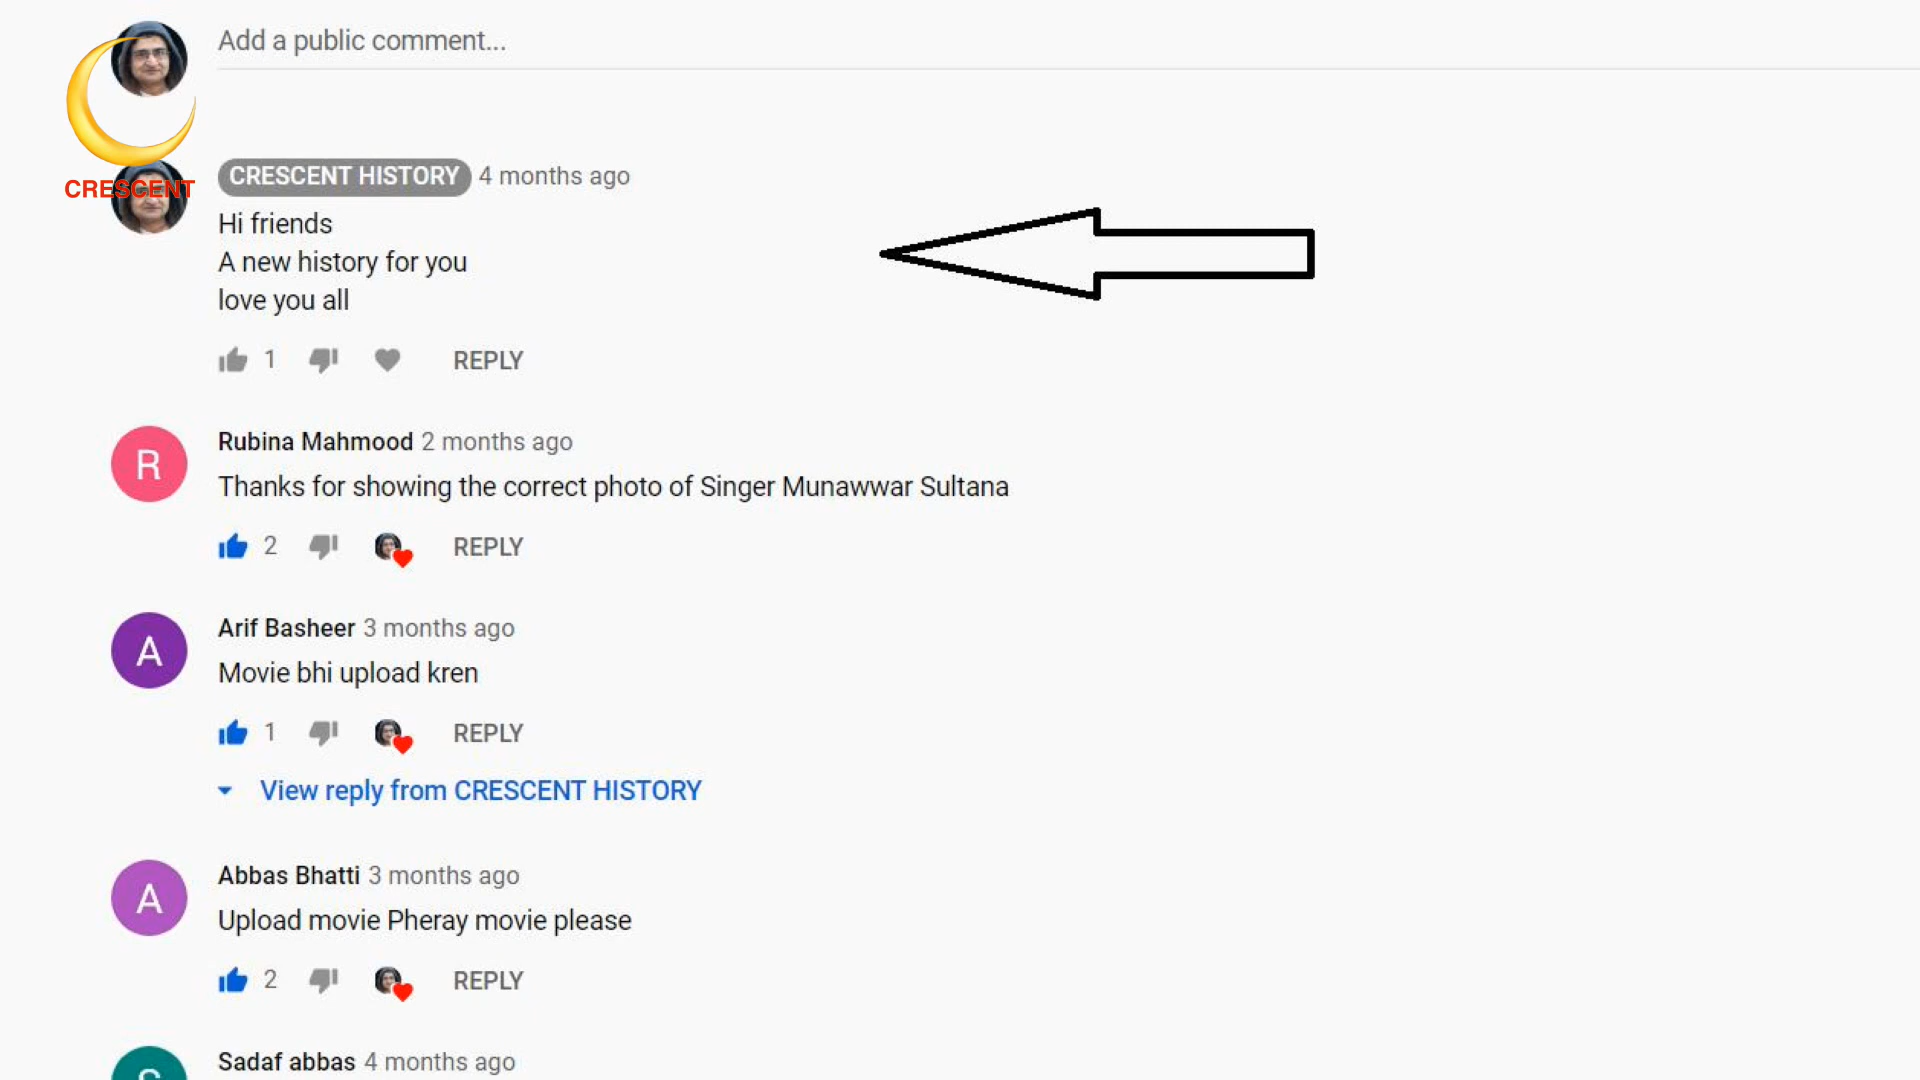 Add a public comment...
CRESCENT
CRESCENT HISTORY 4 months ago
Hi friends
A new history for you
love you all
1 REPLY
R
Rubina Mahmood 2 months ago
Thanks for showing the correct photo of Singer Munawwar Sultana
2 REPLY
A
Arif Basheer 3 months ago
Movie bhi upload kren
1 REPLY
View reply from CRESCENT HISTORY
A
Abbas Bhatti 3 months ago
Upload movie Pheray movie please
2 REPLY
Sadaf abbas 4 months ago